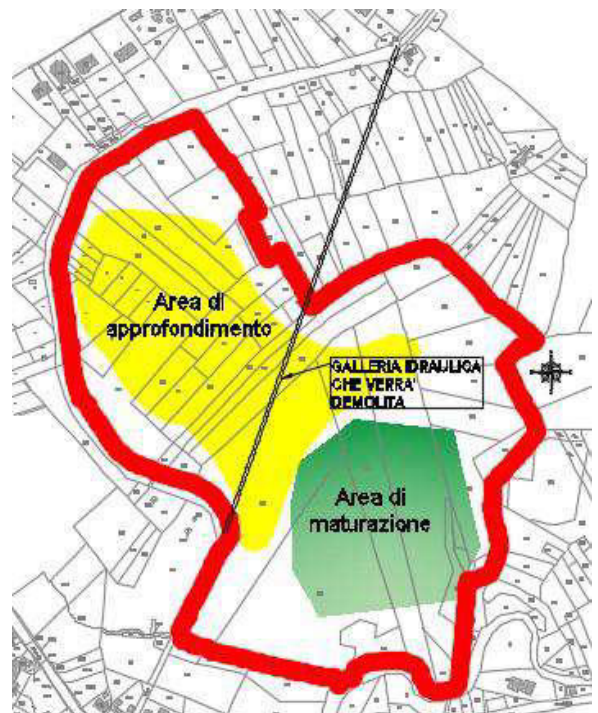 Area di
approfondimento
GALLERIA IDRAULICA
CHE VERRA'
DEMOLITA
Area di
maturazione